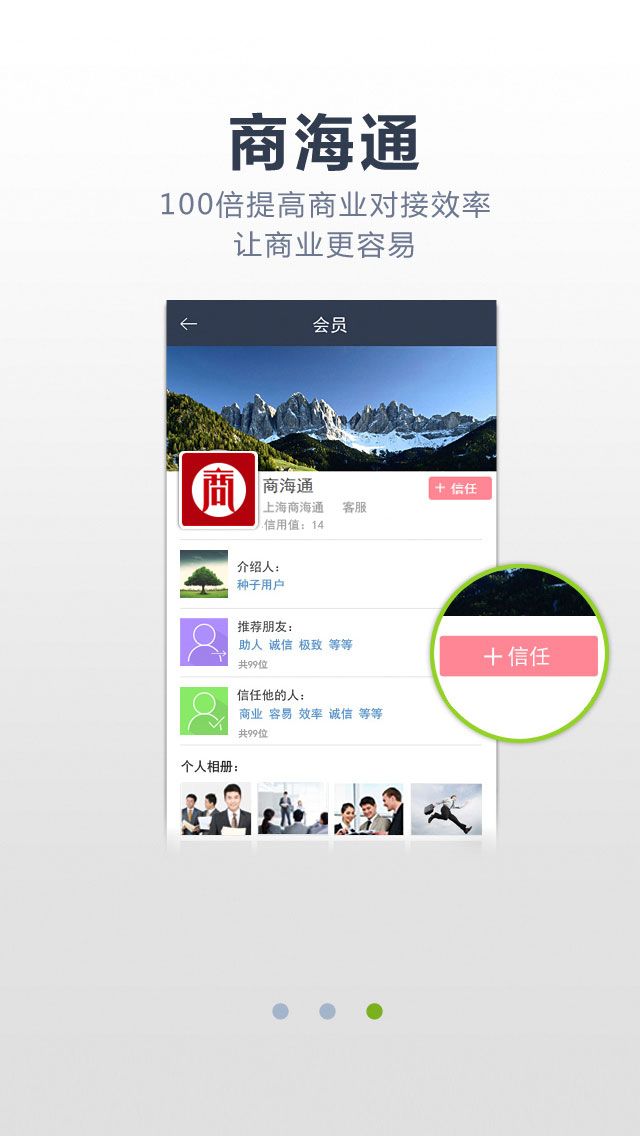 商海通
100倍提高商业对接效率
让商业更容易
会员
商
商海通
+ 信任
上海商海通 客服
信用值：14
介绍人：
种子用户
推荐朋友：
助人 诚信 极致 等等
共99位
+信任
信任他的人：
商业 容易 效率 诚信 等等
共99位
个人相册：